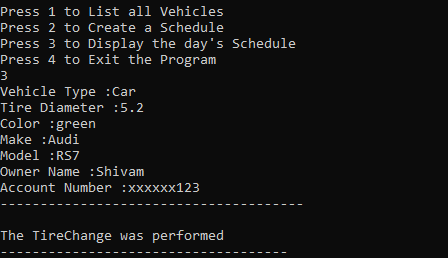 Press 1 to List all Vehicles
Press 2 to Create a Schedule
Press 3 to Display the day's Schedule
Press 4 to Exit the Program
3
Vehicle Type :Car
Tire Diameter :5.2
Color :green
Make :Audi
Model :RS7
Owner Name :Shivam
Account Number :xxxxxx123
--------------------------------------
The TireChange was performed
------------------------------------